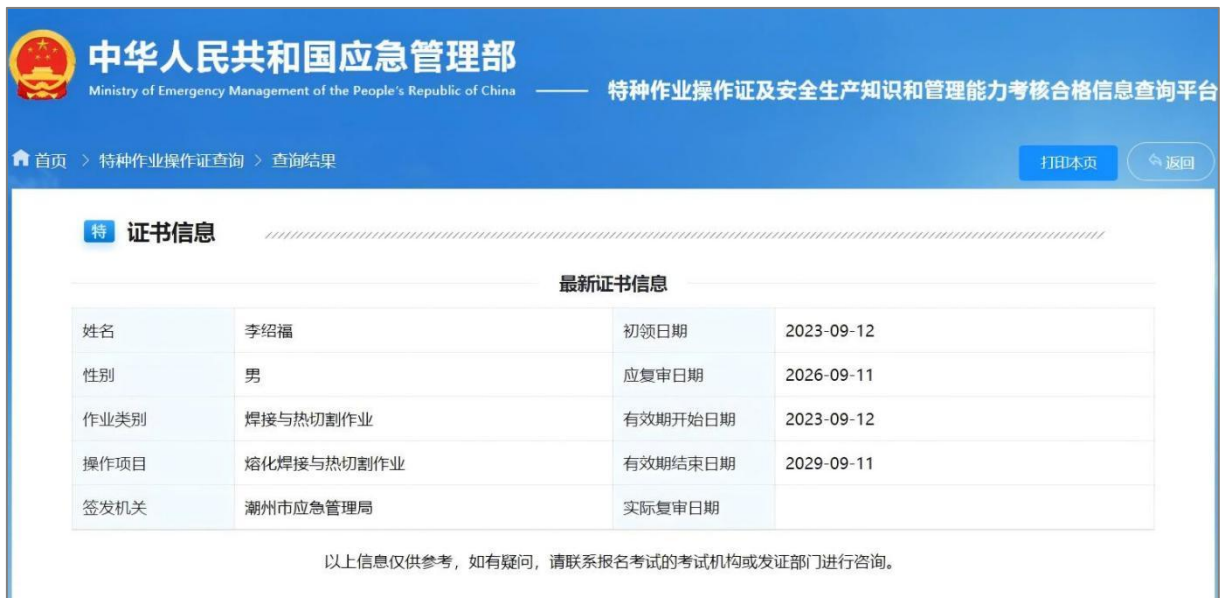 中华人民共和国应急管理部
Ministry of Emergency Management of the People's Republic of China
特种作业操作证及安全生产知识和管理能力考核合格信息查询平台
首页 > 特种作业操作证查询 > 查询结果
打印本页 返回
特 证书信息
最新证书信息
姓名 李绍福 初领日期 2023-09-12
性别 男 应复审日期 2026-09-11
作业类别 焊接与热切割作业 有效期开始日期 2023-09-12
操作项目 熔化焊接与热切割作业 有效期结束日期 2029-09-11
签发机关 潮州市应急管理局 实际复审日期
以上信息仅供参考，如有疑问，请联系报名考试的考试机构或发证部门进行咨询。